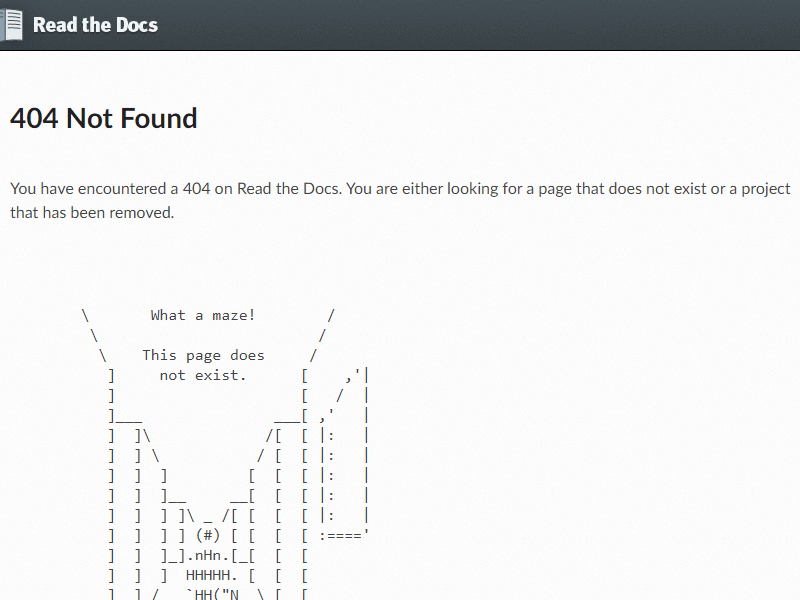 Read the Docs
404 Not Found
You have encountered a 404 on Read the Docs. You are either looking for a page that does not exist or a project
that has been removed.
\       What a maze!        /
 \                         /
  \    This page does     /
   ]     not exist.      [    ,'|
   ]                     [   /  |
   ]___               ___[ ,'   |
   ]  ]\             /[  [ |:   |
   ]  ] \           / [  [ |:   |
   ]  ]  ]         [  [  [ |:   |
   ]  ]  ]__     __[  [  [ |:   |
   ]  ]  ] ]\ _ /[ [  [  [ |:   |
   ]  ]  ] ] (#) [ [  [  [ :===='
   ]  ]  ]_].nHn.[_[  [  [
   ]  ]  ]  HHHHH. [  [  [
   ]  ] /   `HH("N  \ [  [